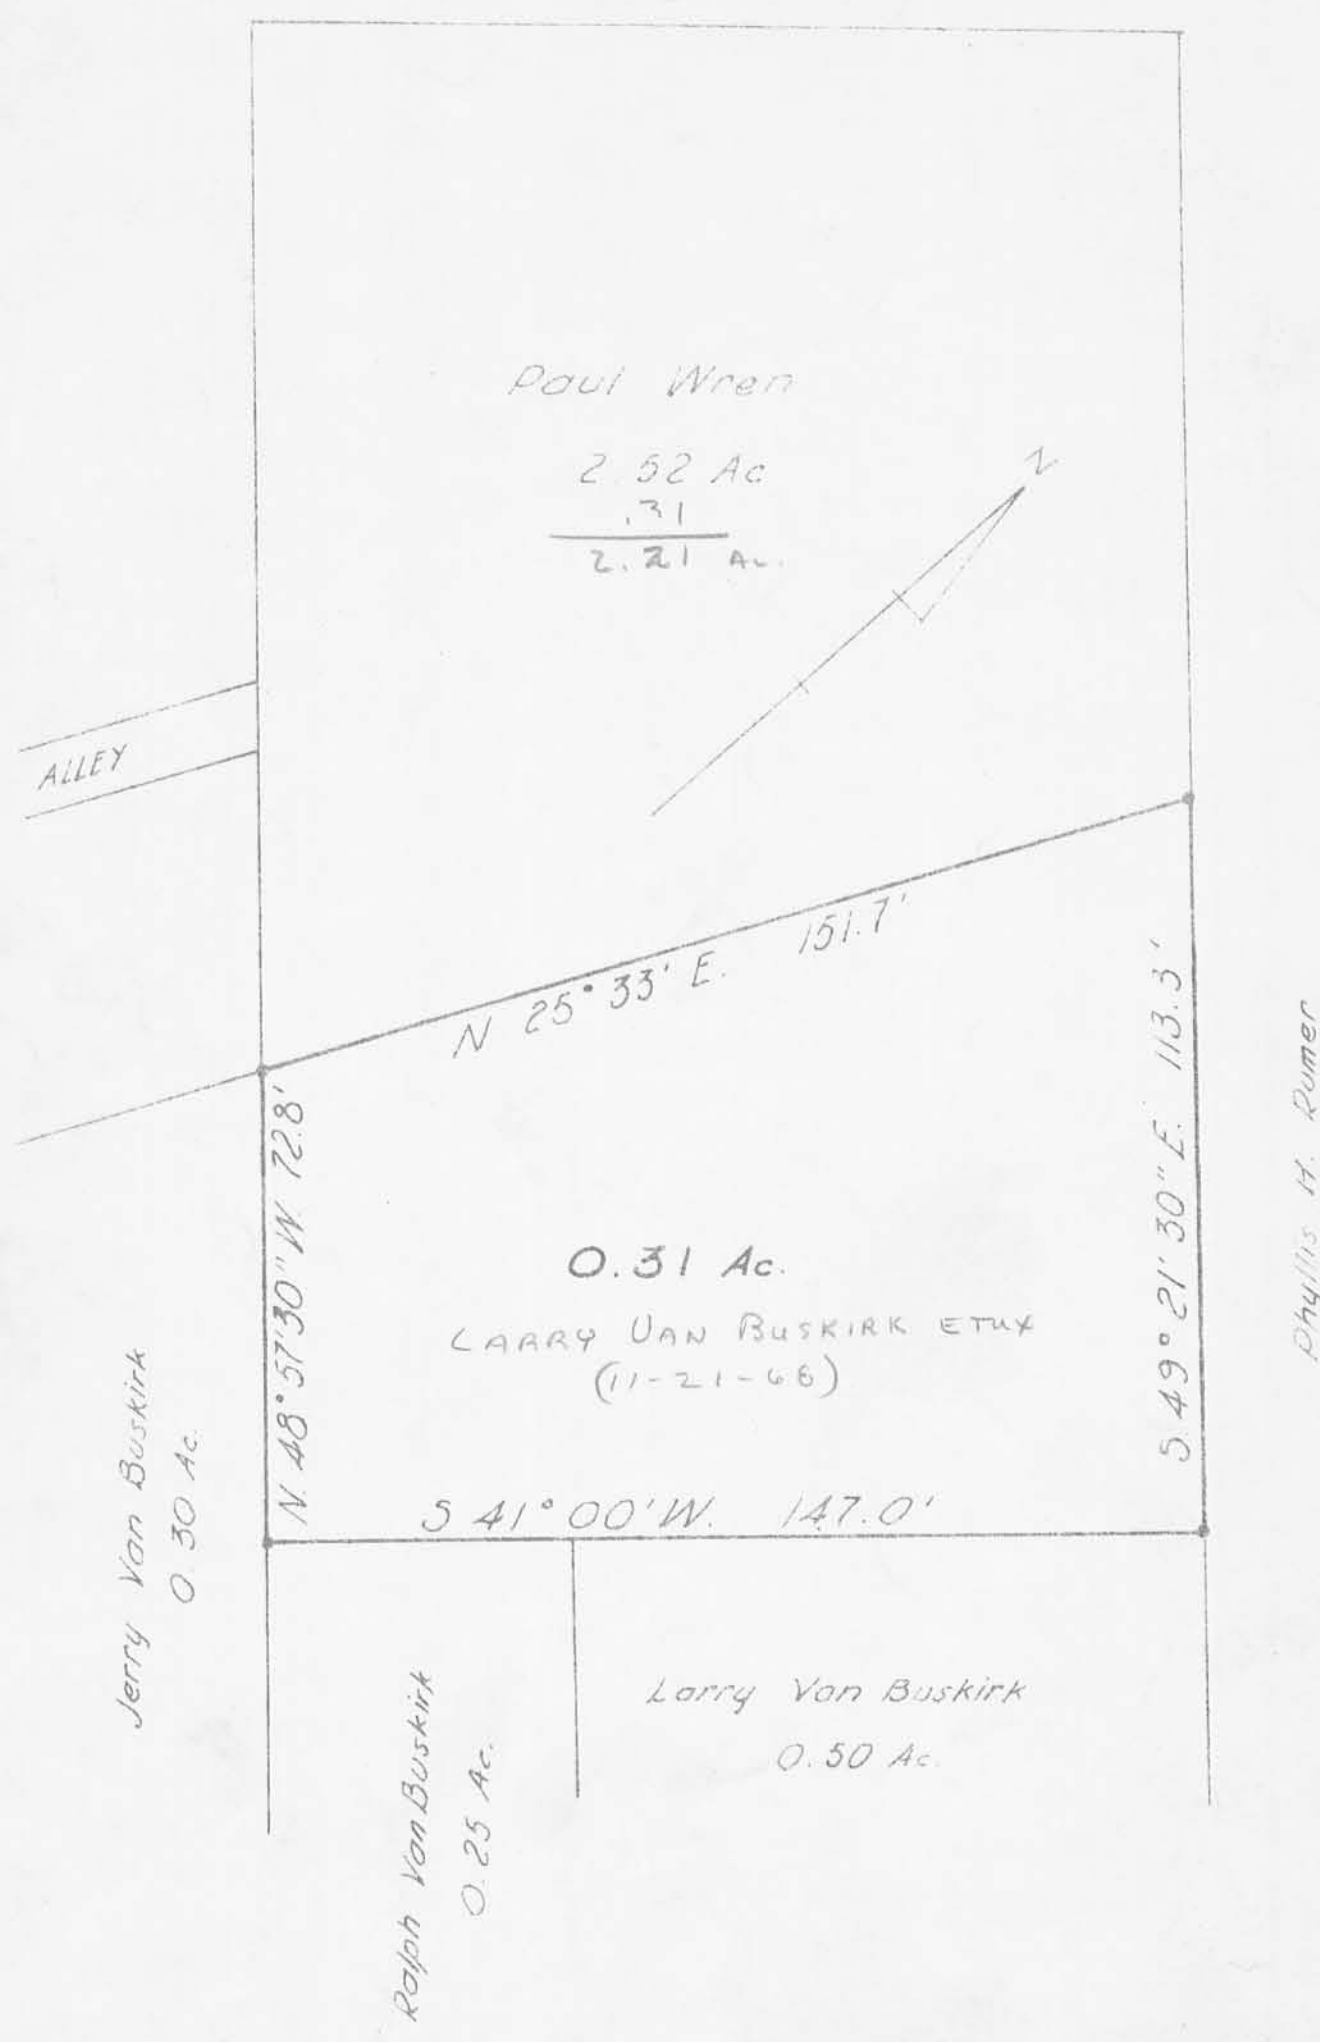 Paul Wren
2.52 Ac
.31
2.21 Ac.
N
ALLEY
N 25° 33' E. 151.7'
N. 48° 57' 30" W. 72.8'
S 49° 21' 30" E. 113.3'
Phyllis H. Rumer
0.31 Ac.
LARRY VAN BUSKIRK ETUX
(11-21-68)
S 41° 00' W. 147.0'
Jerry Van Buskirk
0.30 Ac.
Ralph Van Buskirk
0.25 Ac.
Larry Van Buskirk
0.50 Ac.